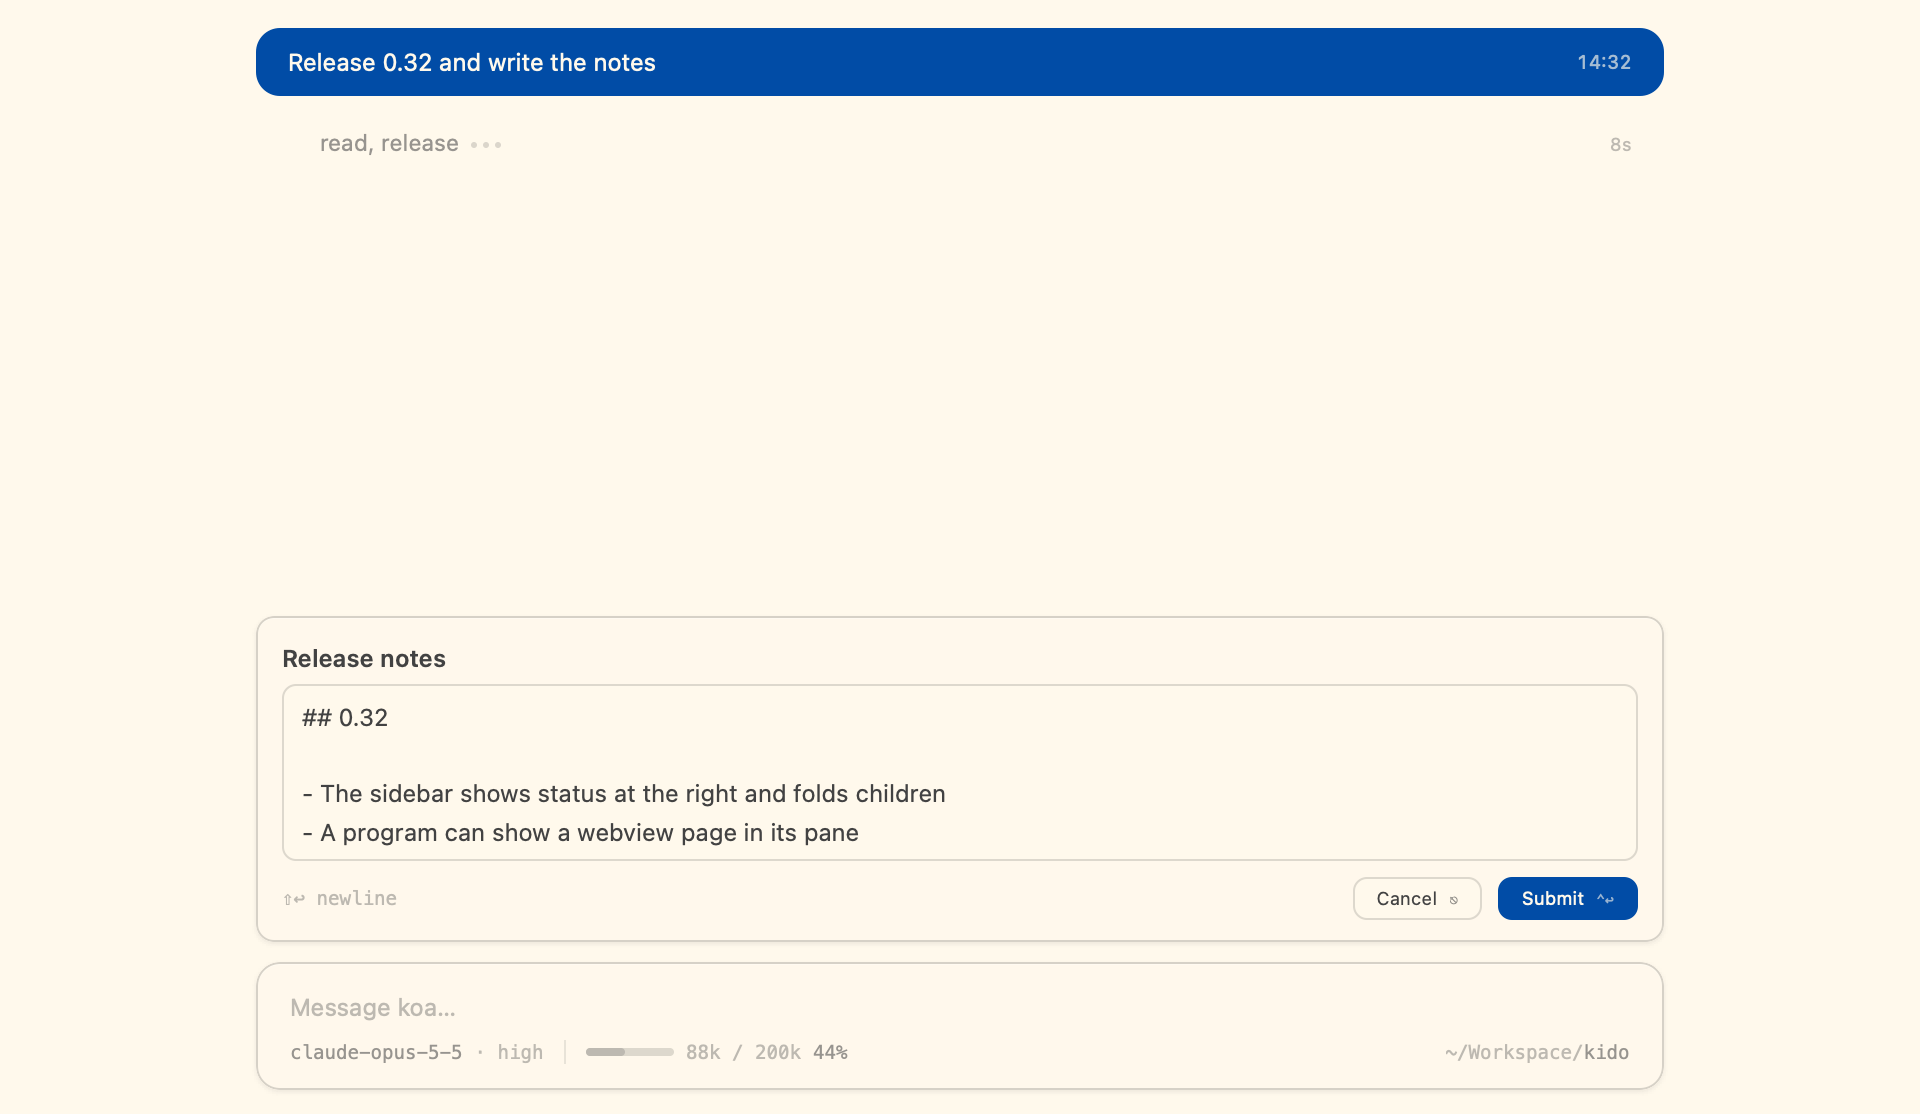 Release 0.32 and write the notes 14:32
read, release 8s
Release notes
## 0.32
- The sidebar shows status at the right and folds children
- A program can show a webview page in its pane
⇧↩ newline Cancel ⎋ Submit ^↩
Message koa...
claude-opus-5-5 · high 88k / 200k 44% ~/Workspace/kido